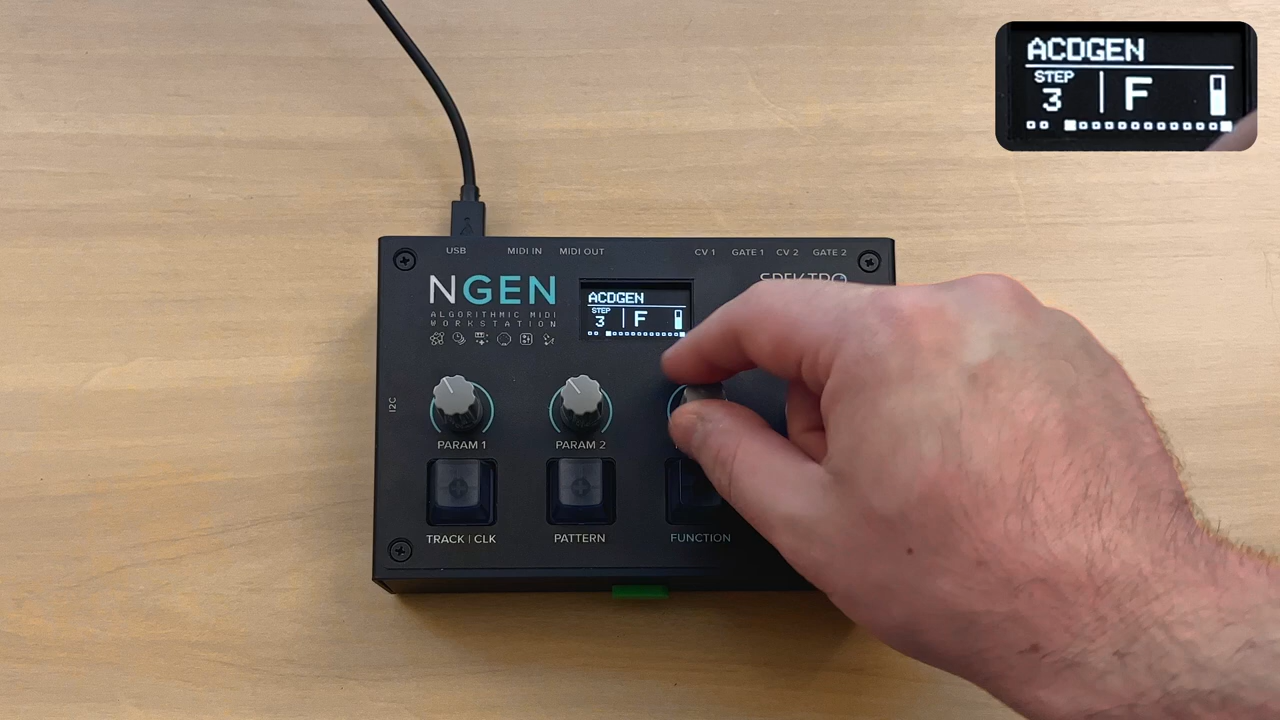 ACDGEN
STEP
3
F
USB
MIDI IN
MIDI OUT
CV 1
GATE 1
CV 2
GATE 2
NGEN
ALGORITHMIC MIDI
WORKSTATION
ACDGEN
STEP
3
F
SPEKTRO
I2C
PARAM 1
PARAM 2
TRACK | CLK
PATTERN
FUNCTION